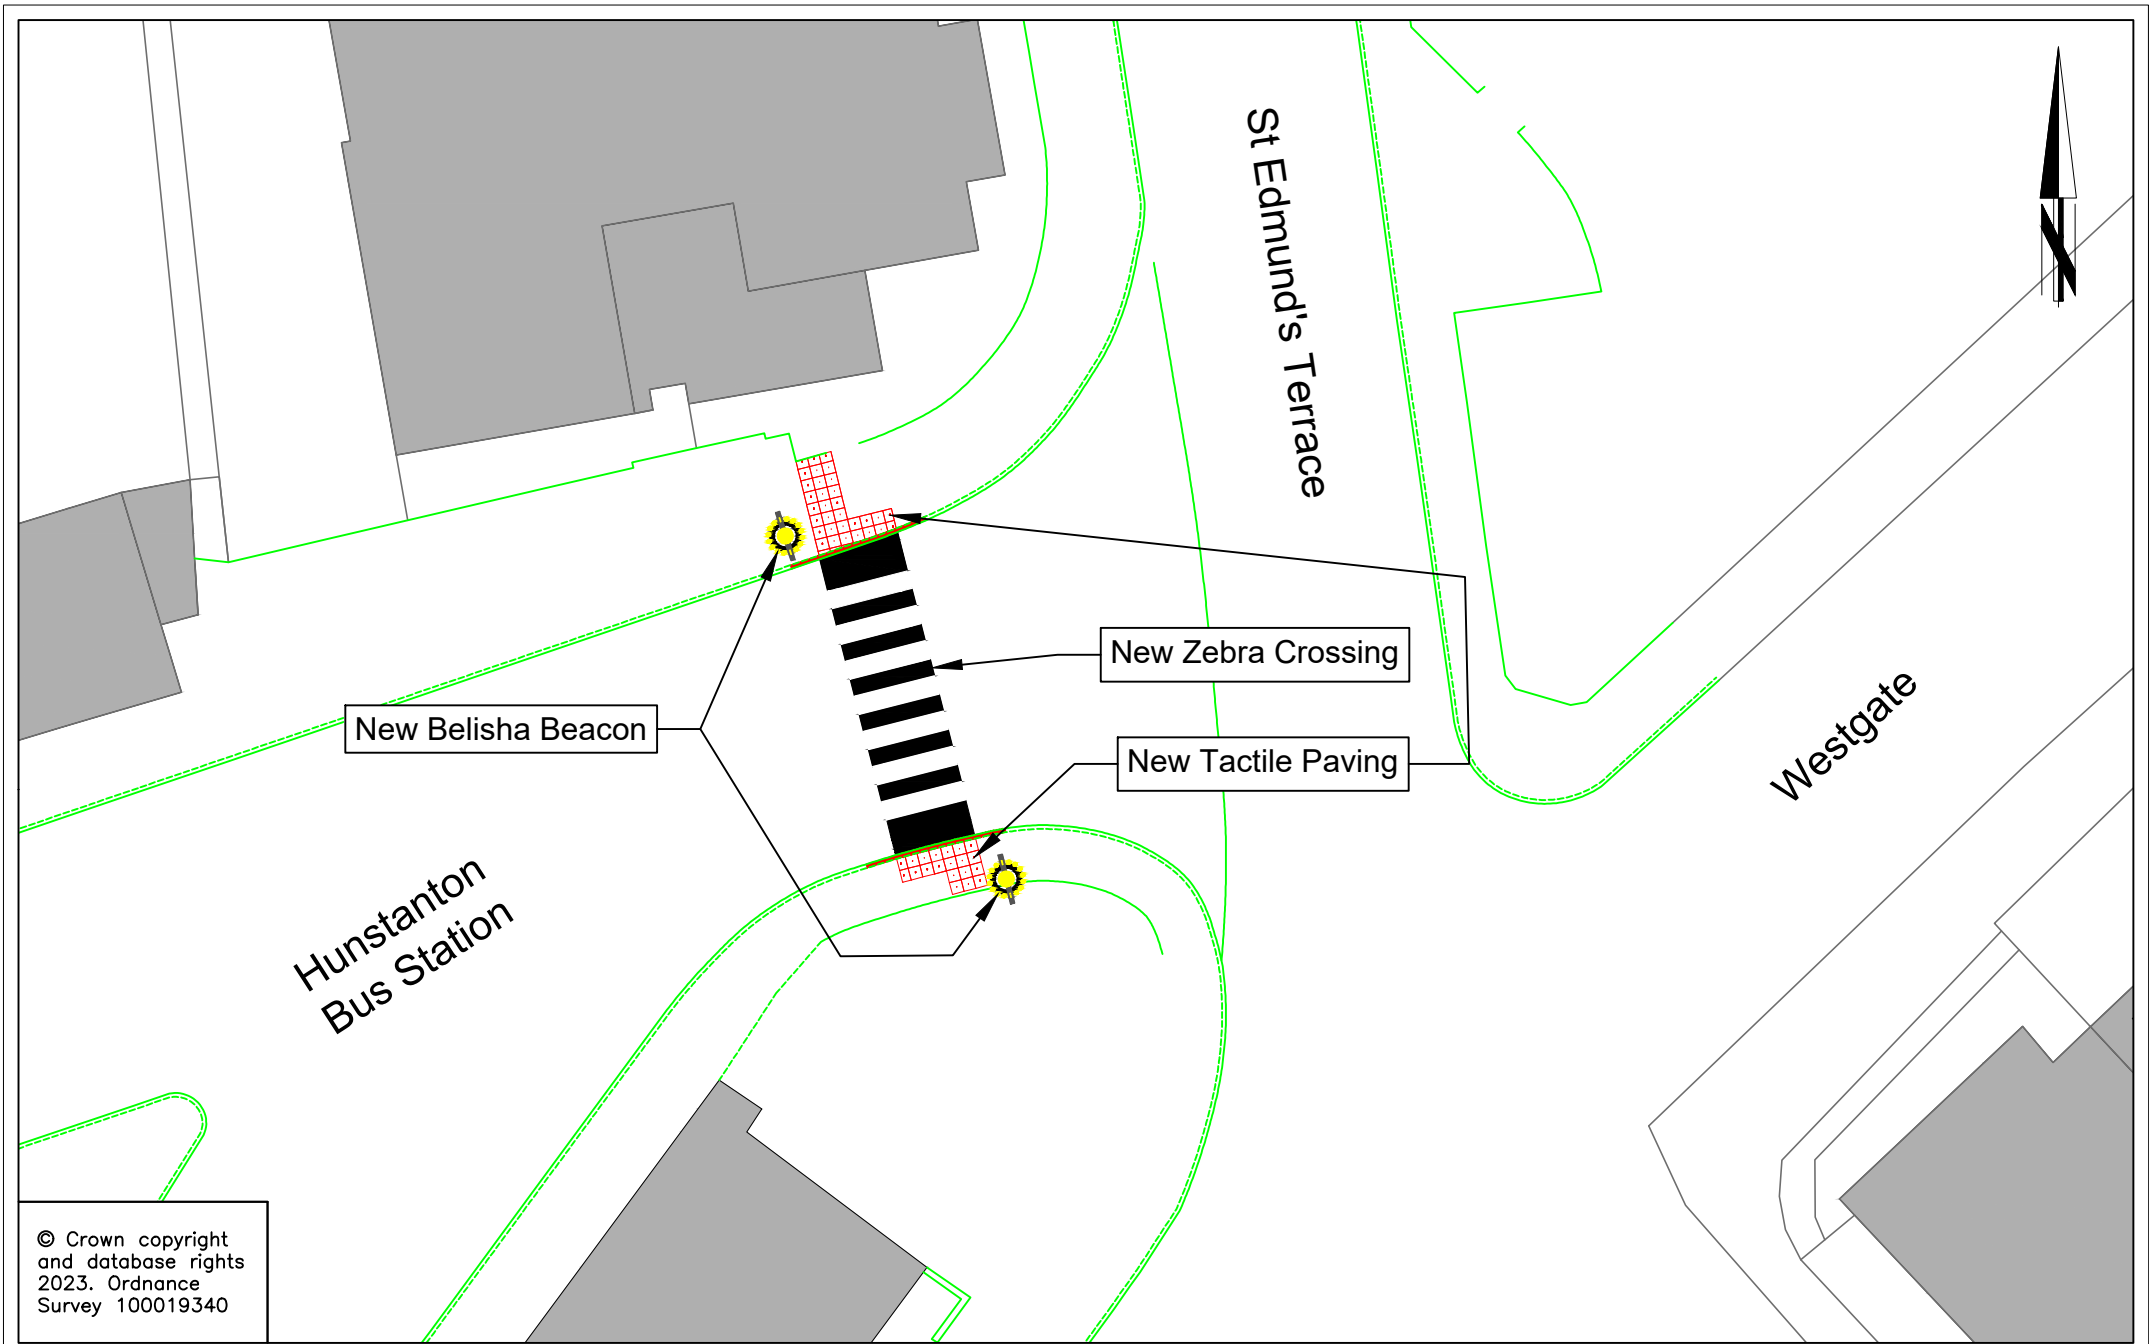 St Edmund's Terrace
N
New Zebra Crossing
New Belisha Beacon
New Tactile Paving
Westgate
Hunstanton
Bus Station
© Crown copyright
and database rights
2023. Ordnance
Survey 100019340